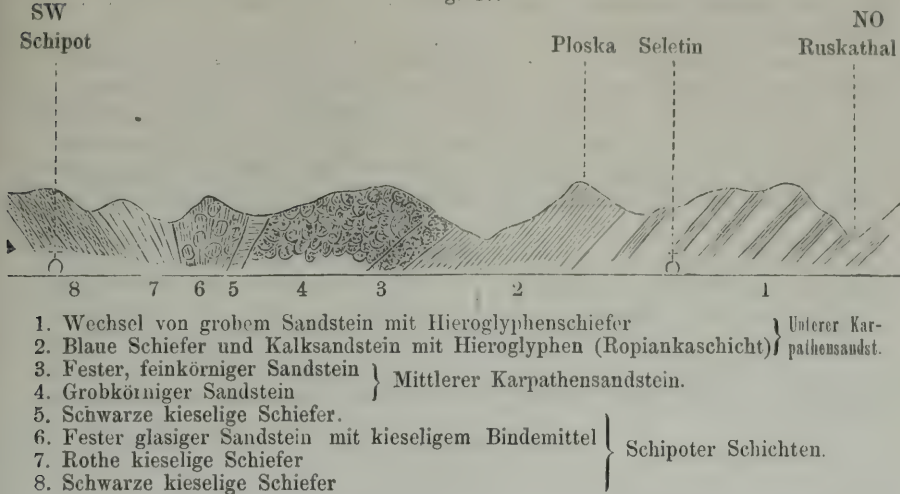 SW
NO
Schipot
Ploska
Seletin
Ruskathal
8 7 6 5 4 3 2 1
1. Wechsel von grobem Sandstein mit Hieroglyphenschiefer
2. Blaue Schiefer und Kalksandstein mit Hieroglyphen (Ropiankaschicht)
Unterer Kar-
pathensandst.
3. Fester, feinkörniger Sandstein
4. Grobkörniger Sandstein
Mittlerer Karpathensandstein.
5. Schwarze kieselige Schiefer.
6. Fester glasiger Sandstein mit kieseligem Bindemittel
7. Rothe kieselige Schiefer
8. Schwarze kieselige Schiefer
Schipoter Schichten.